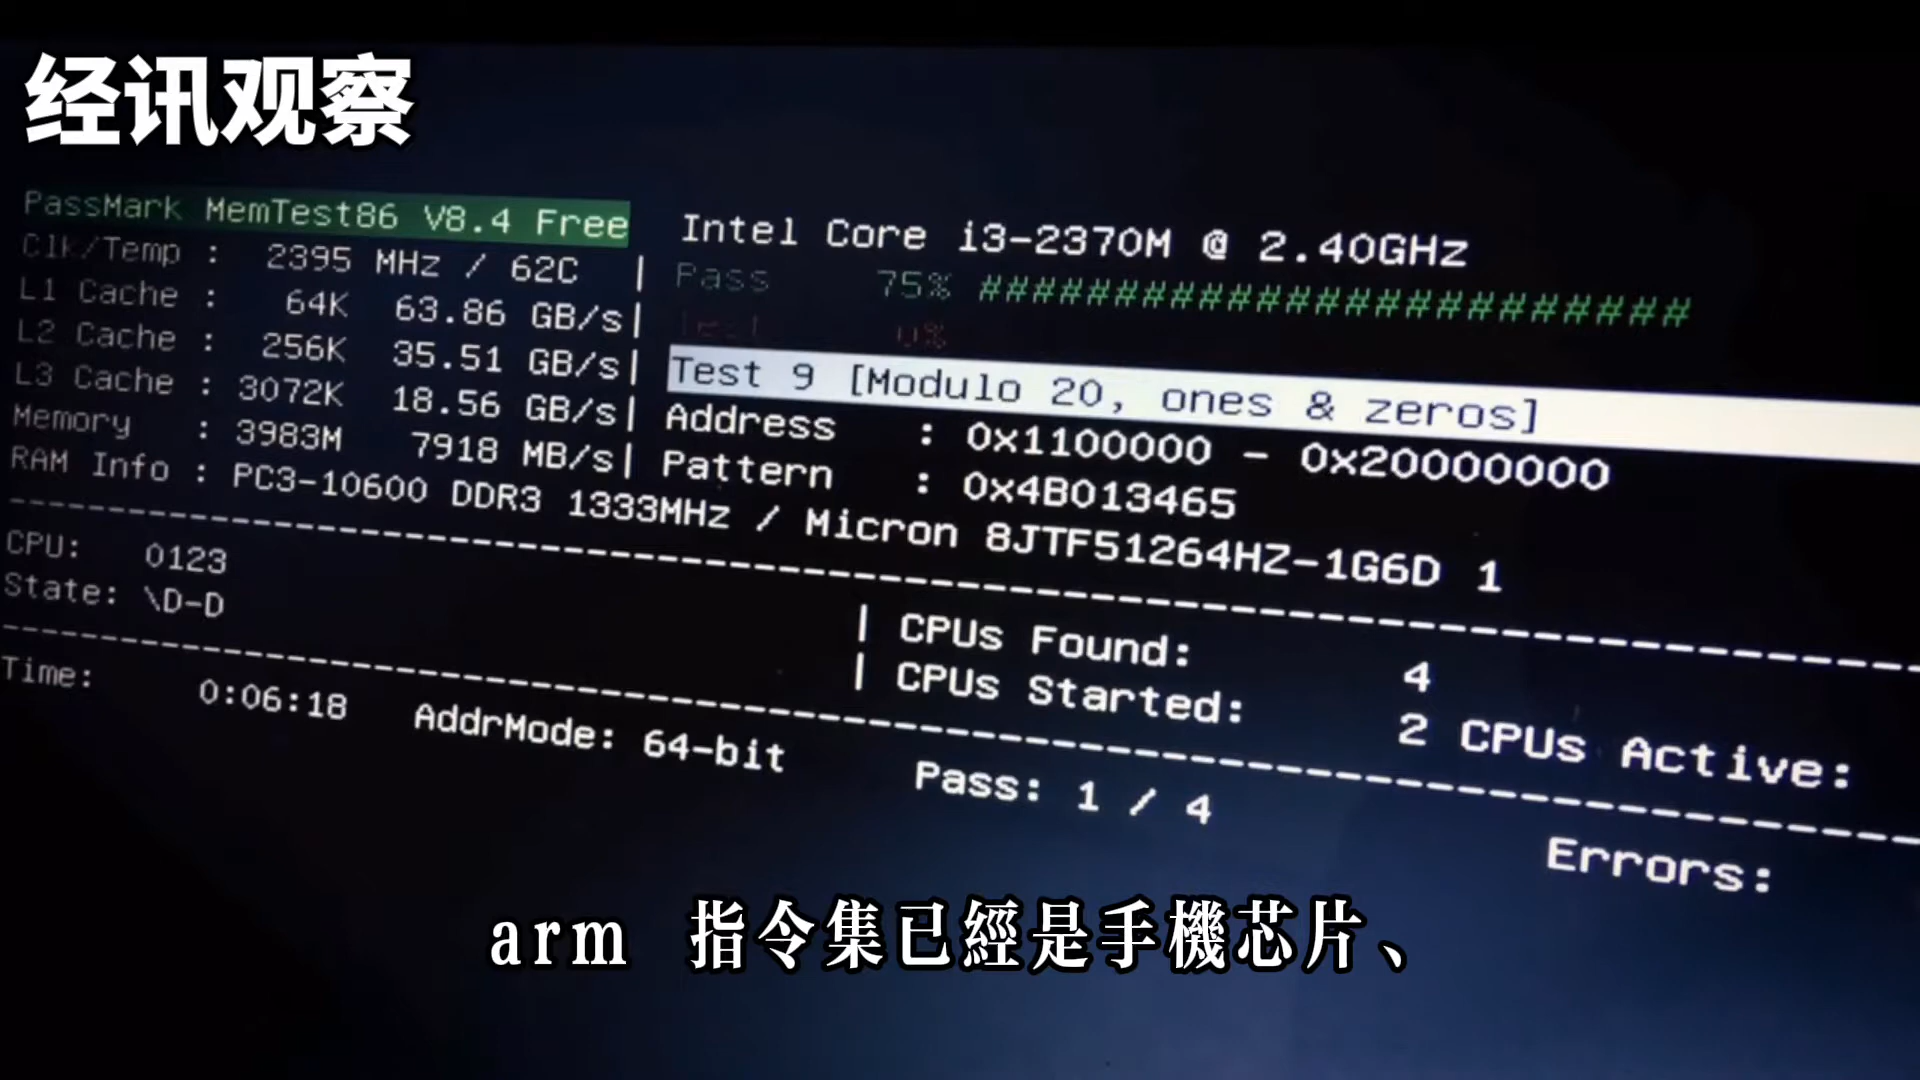 经讯观察
PassMark MemTest86 V8.4 Free
Intel Core i3-2370M @ 2.40GHz
Clk/Temp : 2395 MHz / 62C |
Pass 75% #########################
L1 Cache : 64K 63.86 GB/s|
Test 0%
L2 Cache : 256K 35.51 GB/s|
Test 9 [Modulo 20, ones & zeros]
L3 Cache : 3072K 18.56 GB/s|
Address : 0x1100000 - 0x20000000
Memory : 3983M 7918 MB/s|
Pattern : 0x4B013465
RAM Info : PC3-10600 DDR3 1333MHz / Micron 8JTF51264HZ-1G6D 1
CPU: 0123
| CPUs Found: 4
State: \D-D
| CPUs Started: 2 CPUs Active:
Time: 0:06:18 AddrMode: 64-bit Pass: 1 / 4 Errors:
arm 指令集已經是手機芯片、